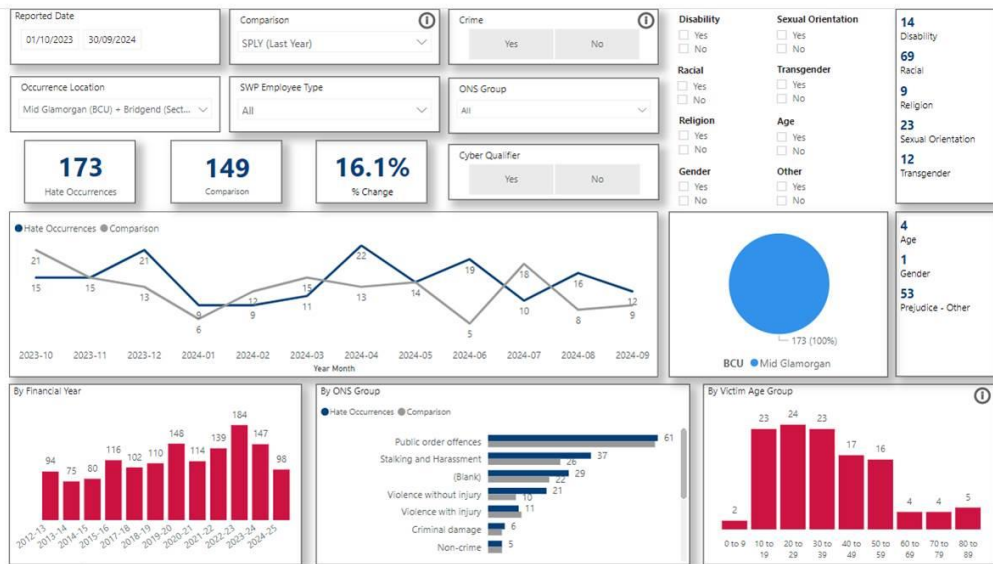 Reported Date
01/10/2023 30/09/2024
Comparison
SPLY (Last Year)
Crime
Yes No
Occurrence Location
Mid Glamorgan (BCU) + Bridgend (Sect...
SWP Employee Type
All
ONS Group
All
Cyber Qualifier
Yes No
173
Hate Occurrences
149
Comparison
16.1%
% Change
Disability
Yes
No
Sexual Orientation
Yes
No
Racial
Yes
No
Transgender
Yes
No
Religion
Yes
No
Age
Yes
No
Gender
Yes
No
Other
Yes
No
14
Disability
69
Racial
9
Religion
23
Sexual Orientation
12
Transgender
4
Age
1
Gender
53
Prejudice - Other
Hate Occurrences Comparison
21 15 21 22 15 19 18 16 12
15 13 9 12 11 13 14 10 8 9
6 9 5
2023-10 2023-11 2023-12 2024-01 2024-02 2024-03 2024-04 2024-05 2024-06 2024-07 2024-08 2024-09
Year Month
173 (100%)
BCU Mid Glamorgan
By Financial Year
94 75 80 116 102 110 148 114 139 184 147 98
2012-13 2013-14 2014-15 2015-16 2017-18 2018-19 2019-20 2020-21 2021-22 2022-23 2023-24 2024-25
By ONS Group
Hate Occurrences Comparison
Public order offences 61
Stalking and Harassment 37
26
(Blank) 29
22
Violence without injury 21
10
Violence with injury 11
Criminal damage 6
Non-crime 5
By Victim Age Group
2 23 24 23 17 16 4 4 5
0 to 9 10 to 19 20 to 29 30 to 39 40 to 49 50 to 59 60 to 69 70 to 79 80 to 89